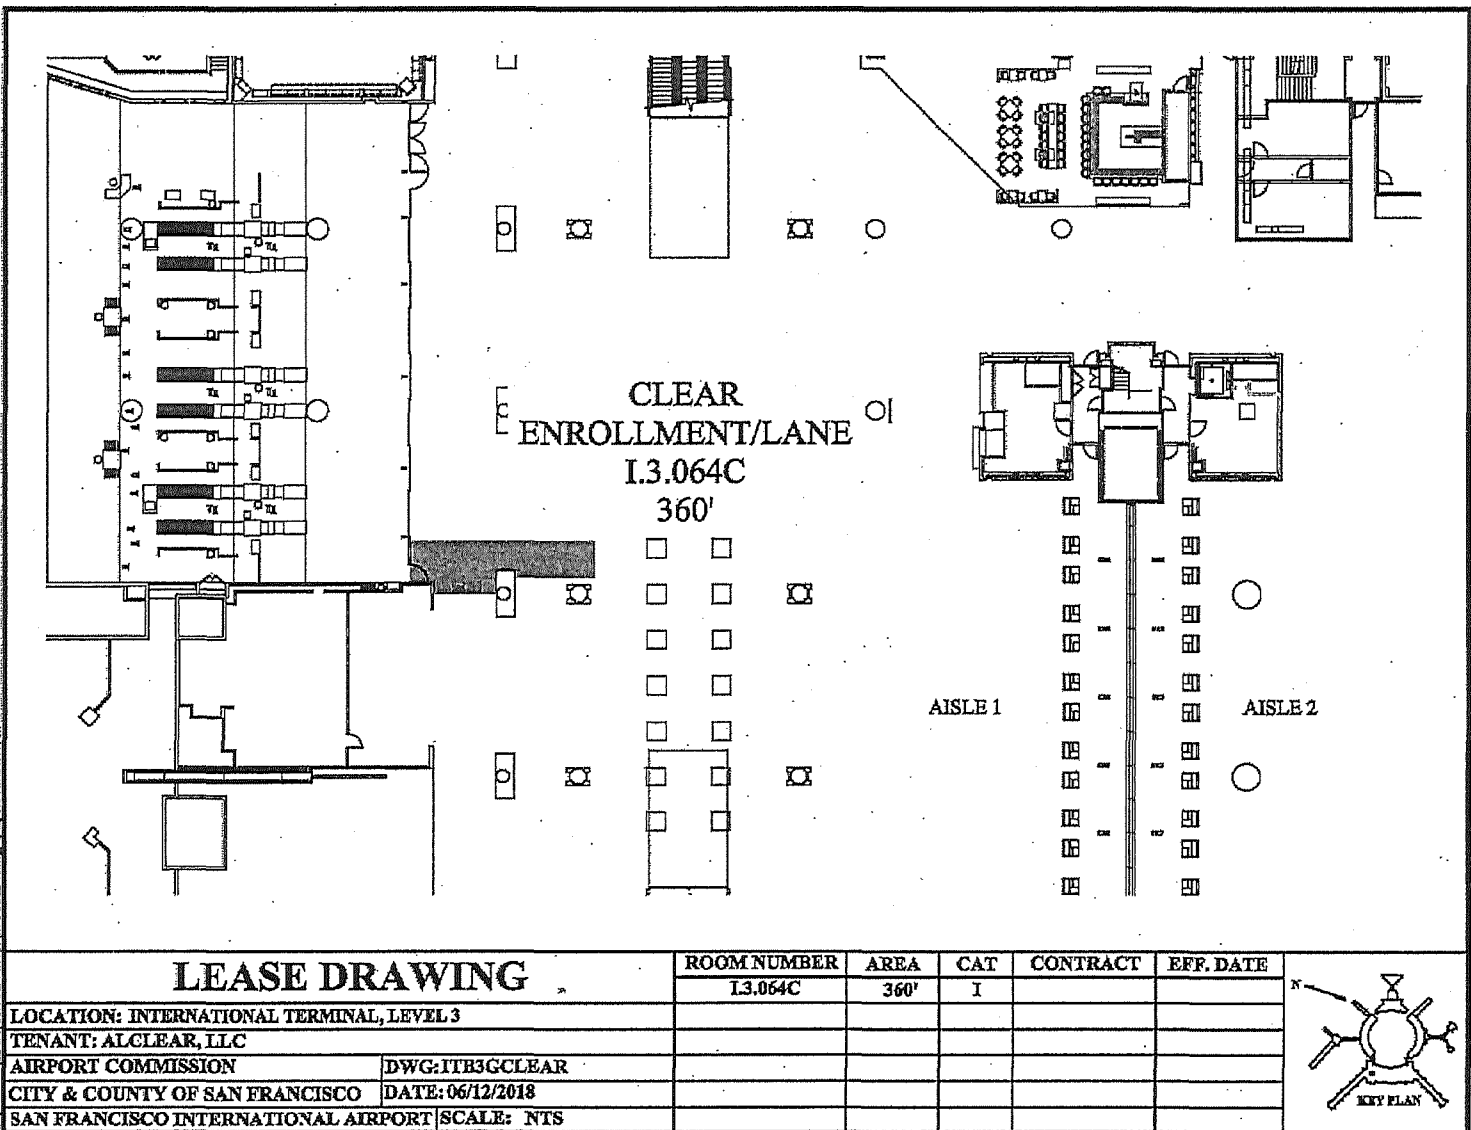 CLEAR
ENROLLMENT/LANE
I.3.064C
360'
AISLE 1
AISLE 2
LEASE DRAWING
LOCATION: INTERNATIONAL TERMINAL, LEVEL 3
TENANT: ALCLEAR, LLC
AIRPORT COMMISSION DWG:ITB3GCLEAR
CITY & COUNTY OF SAN FRANCISCO DATE: 06/12/2018
SAN FRANCISCO INTERNATIONAL AIRPORT SCALE: NTS
ROOM NUMBER AREA CAT CONTRACT EFF. DATE
I.3.064C 360' I
N
KEY PLAN